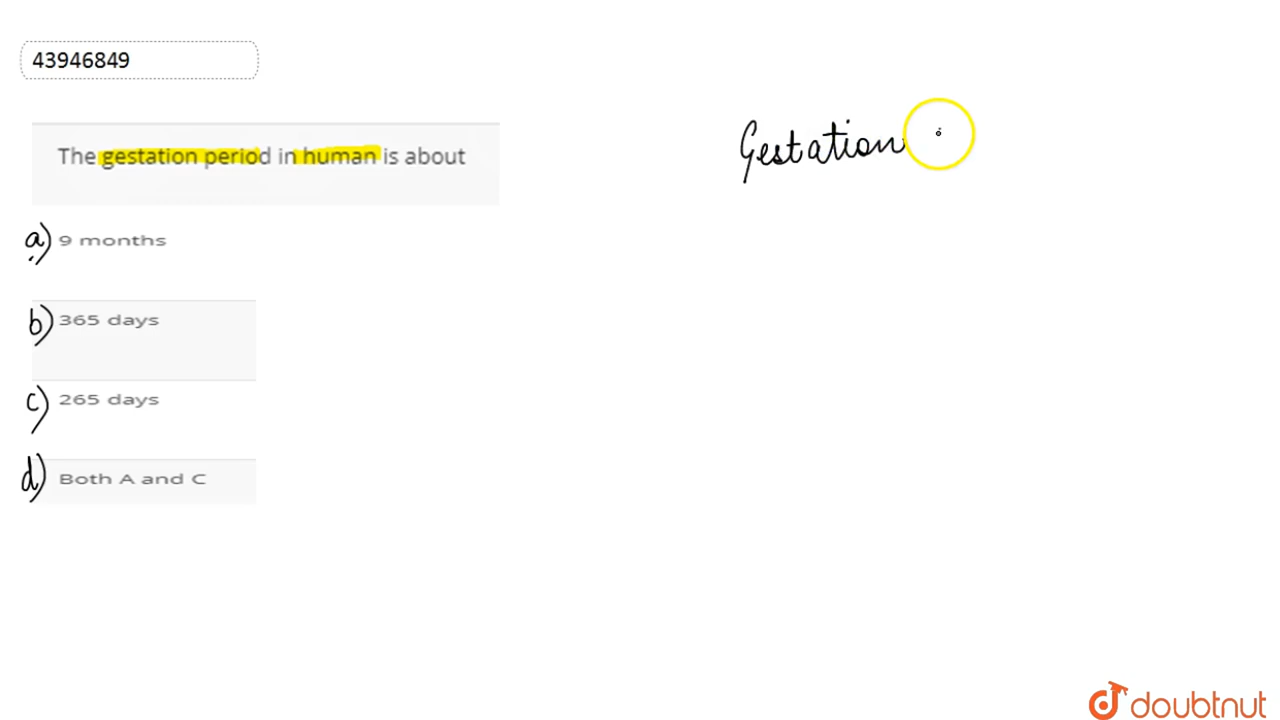 43946849
The gestation period in human is about
Gestation
a) 9 months
b) 365 days
c) 265 days
d) Both A and C
doubtnut